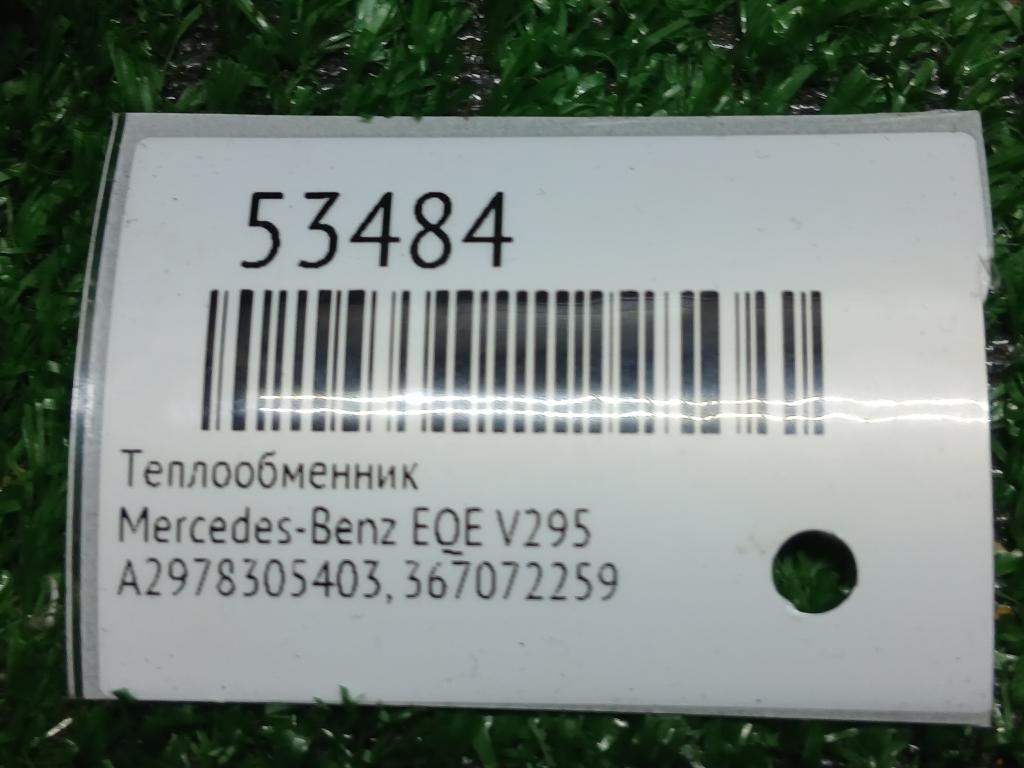 53484
Теплообменник
Mercedes-Benz EQE V295
A2978305403, 367072259